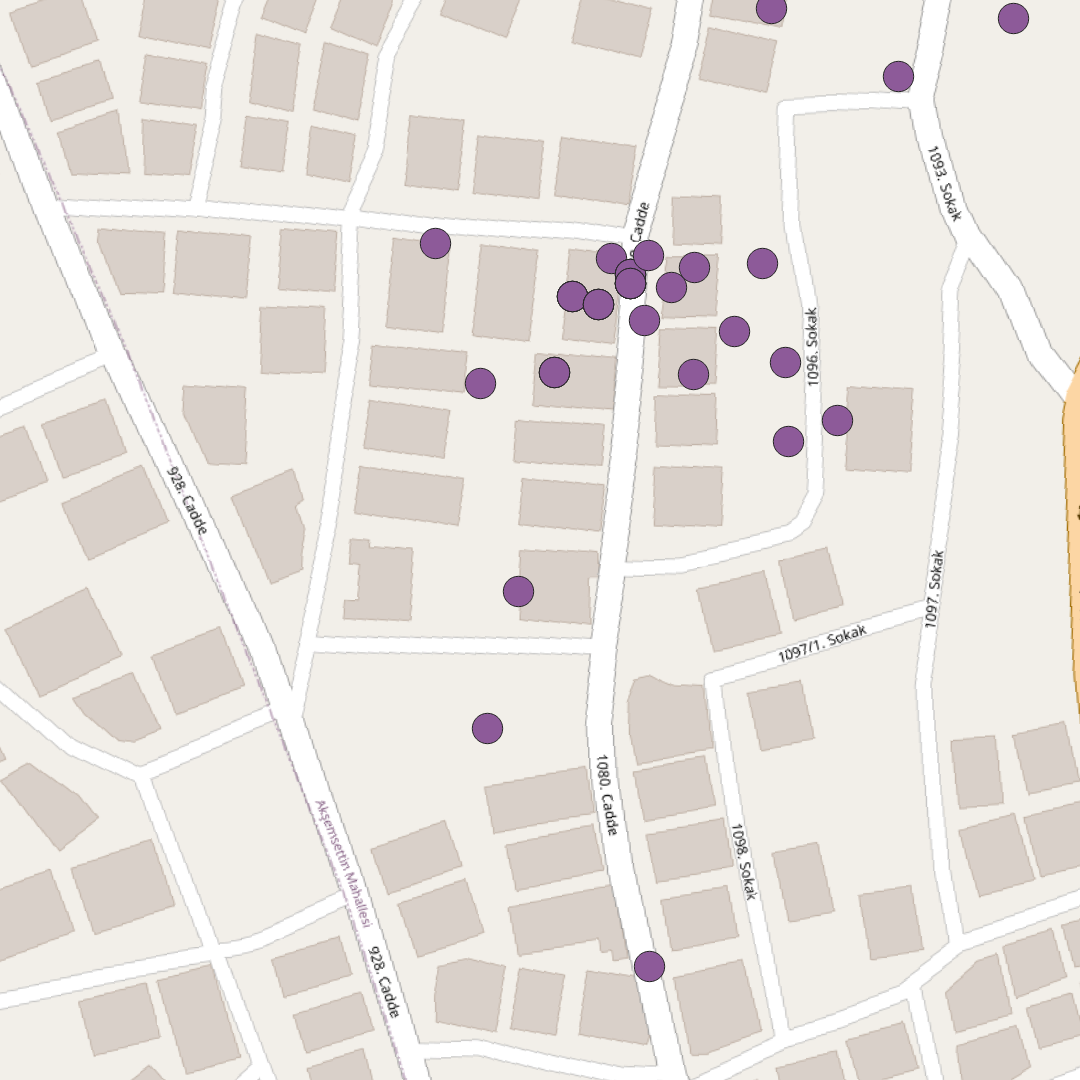 1093. Sokak
Cadde
1096. Sokak
928. Cadde
1097. Sokak
1097/1. Sokak
1080. Cadde
1098. Sokak
Akşemsettin Mahallesi
928. Cadde